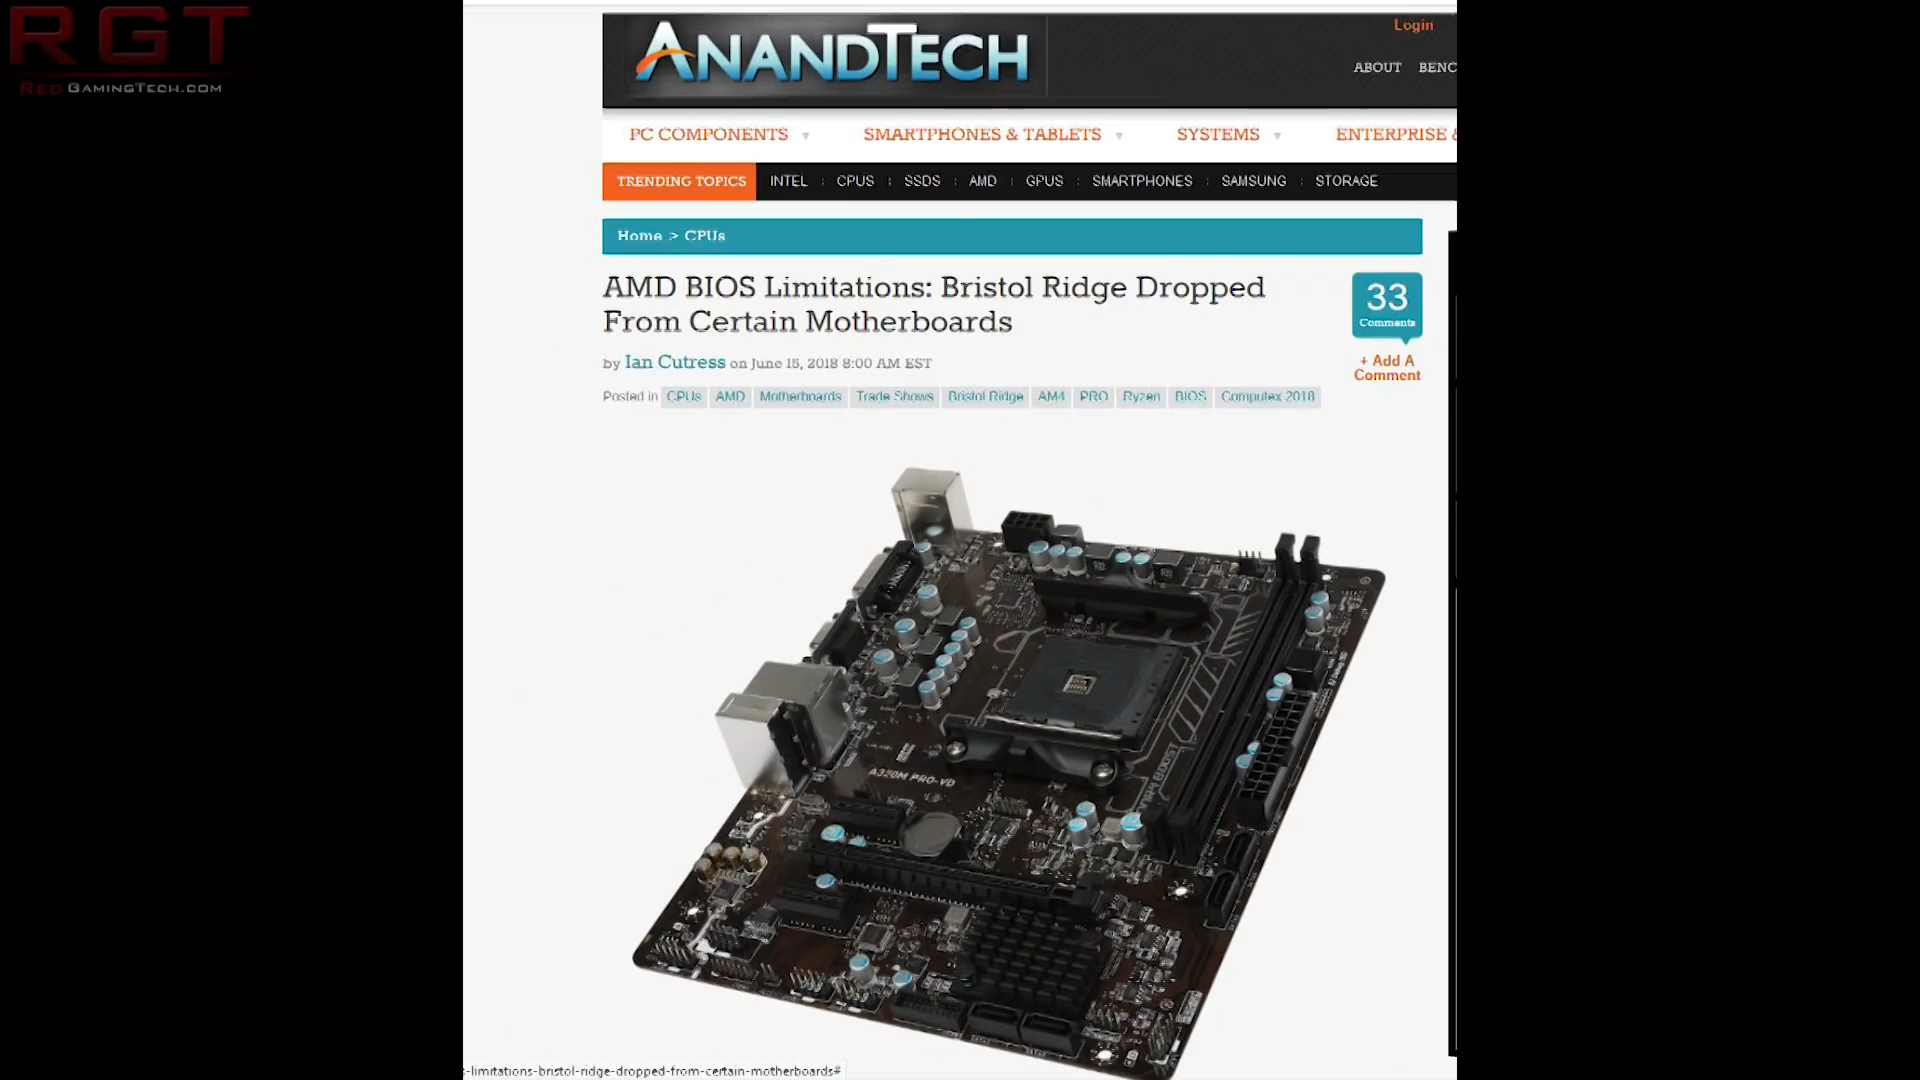 RGT
RED GAMINGTECH.COM
ANANDTECH
Login
ABOUT BENC
PC COMPONENTS SMARTPHONES & TABLETS SYSTEMS ENTERPRISE &
TRENDING TOPICS INTEL CPUS SSDS AMD GPUS SMARTPHONES SAMSUNG STORAGE
Home > CPUs
AMD BIOS Limitations: Bristol Ridge Dropped
From Certain Motherboards
33
Comments
+ Add A
Comment
by Ian Cutress on June 15, 2018 8:00 AM EST
Posted in CPUs AMD Motherboards Trade Shows Bristol Ridge AM4 PRO Ryzen BIOS Computex 2018
A320M PRO-VD
BOOST
-limitations-bristol-ridge-dropped-from-certain-motherboards#